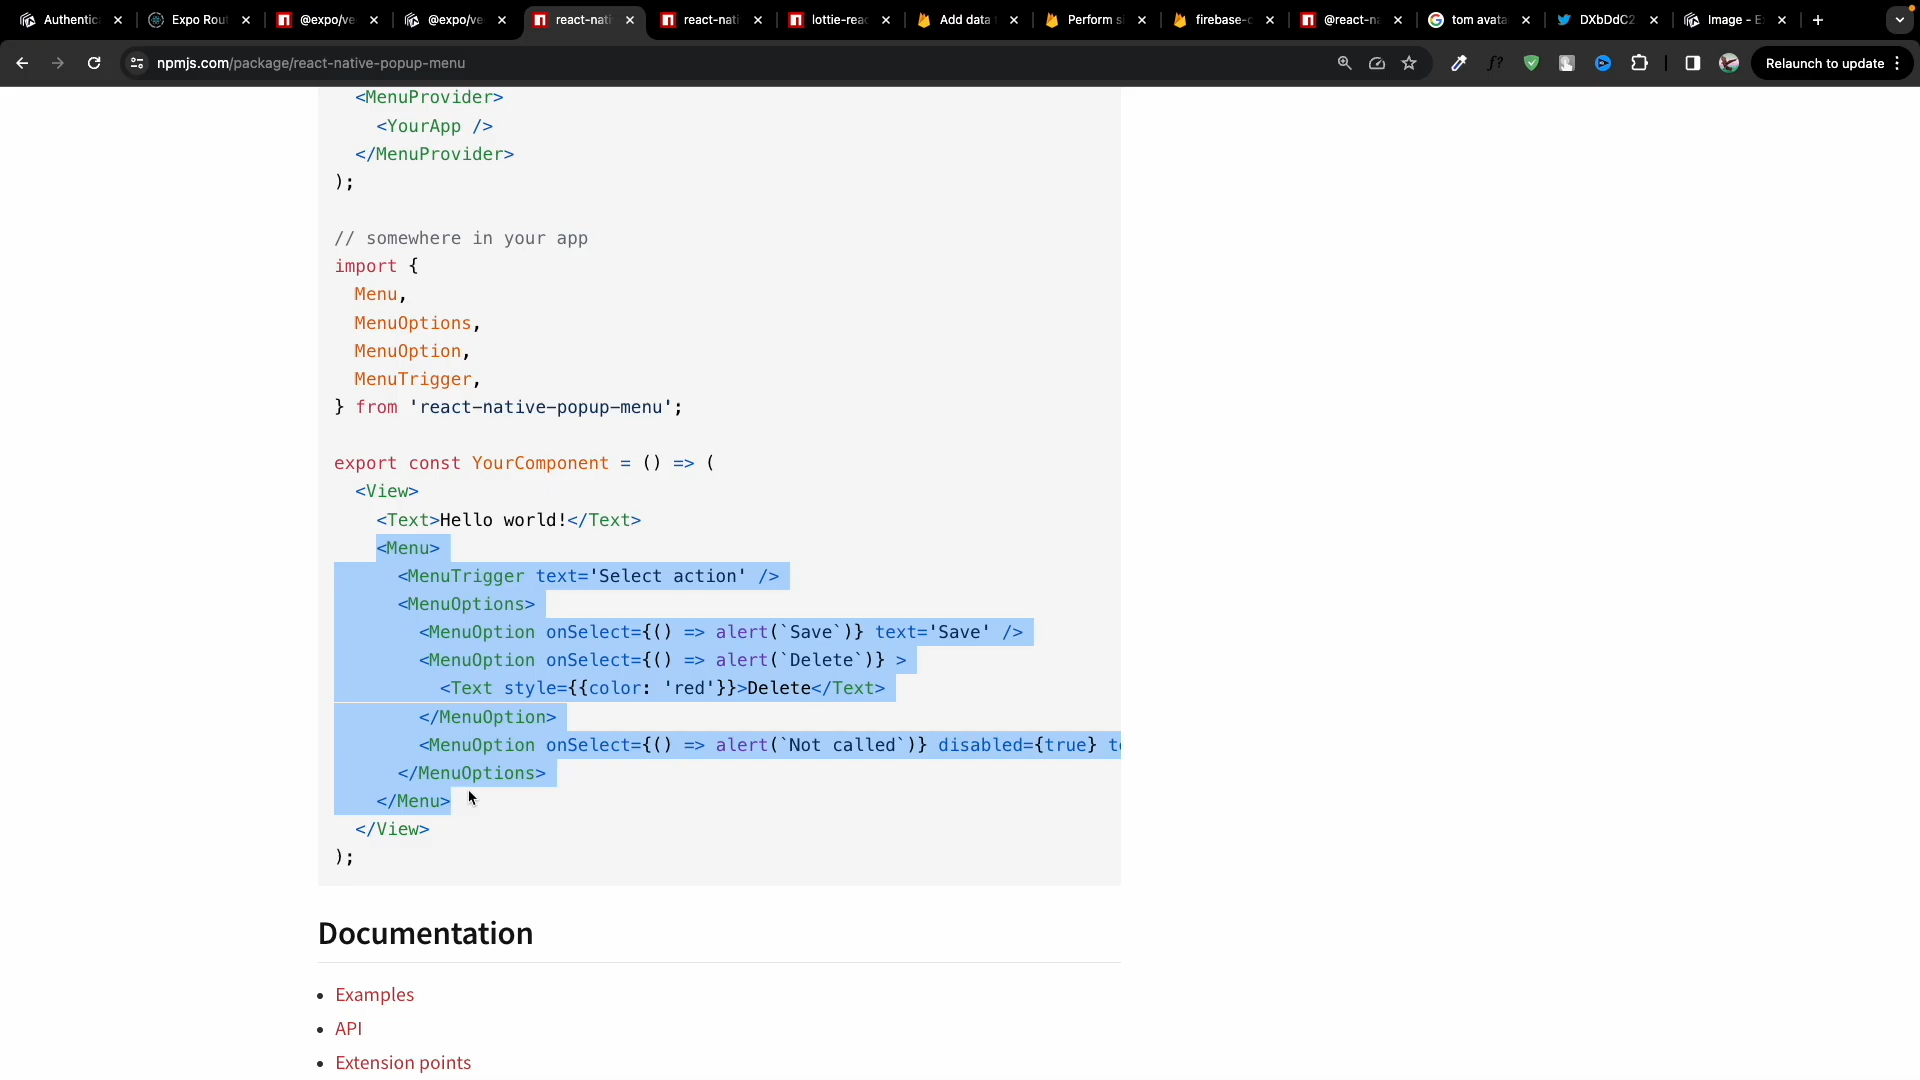 Authentic
Expo Rout
@expo/ve
@expo/ve
react-nati
react-nati
lottie-reac
Add data
Perform si
firebase-c
@react-na
tom avata
DXbDdC2
Image - E
npmjs.com/package/react-native-popup-menu
Relaunch to update
<MenuProvider>
<YourApp />
</MenuProvider>
);
// somewhere in your app
import {
Menu,
MenuOptions,
MenuOption,
MenuTrigger,
} from 'react-native-popup-menu';
export const YourComponent = () => (
<View>
<Text>Hello world!</Text>
<Menu>
<MenuTrigger text='Select action' />
<MenuOptions>
<MenuOption onSelect={() => alert(`Save`)} text='Save' />
<MenuOption onSelect={() => alert(`Delete`)} >
<Text style={{color: 'red'}}>Delete</Text>
</MenuOption>
<MenuOption onSelect={() => alert(`Not called`)} disabled={true} t
</MenuOptions>
</Menu>
</View>
);
Documentation
• Examples
• API
• Extension points